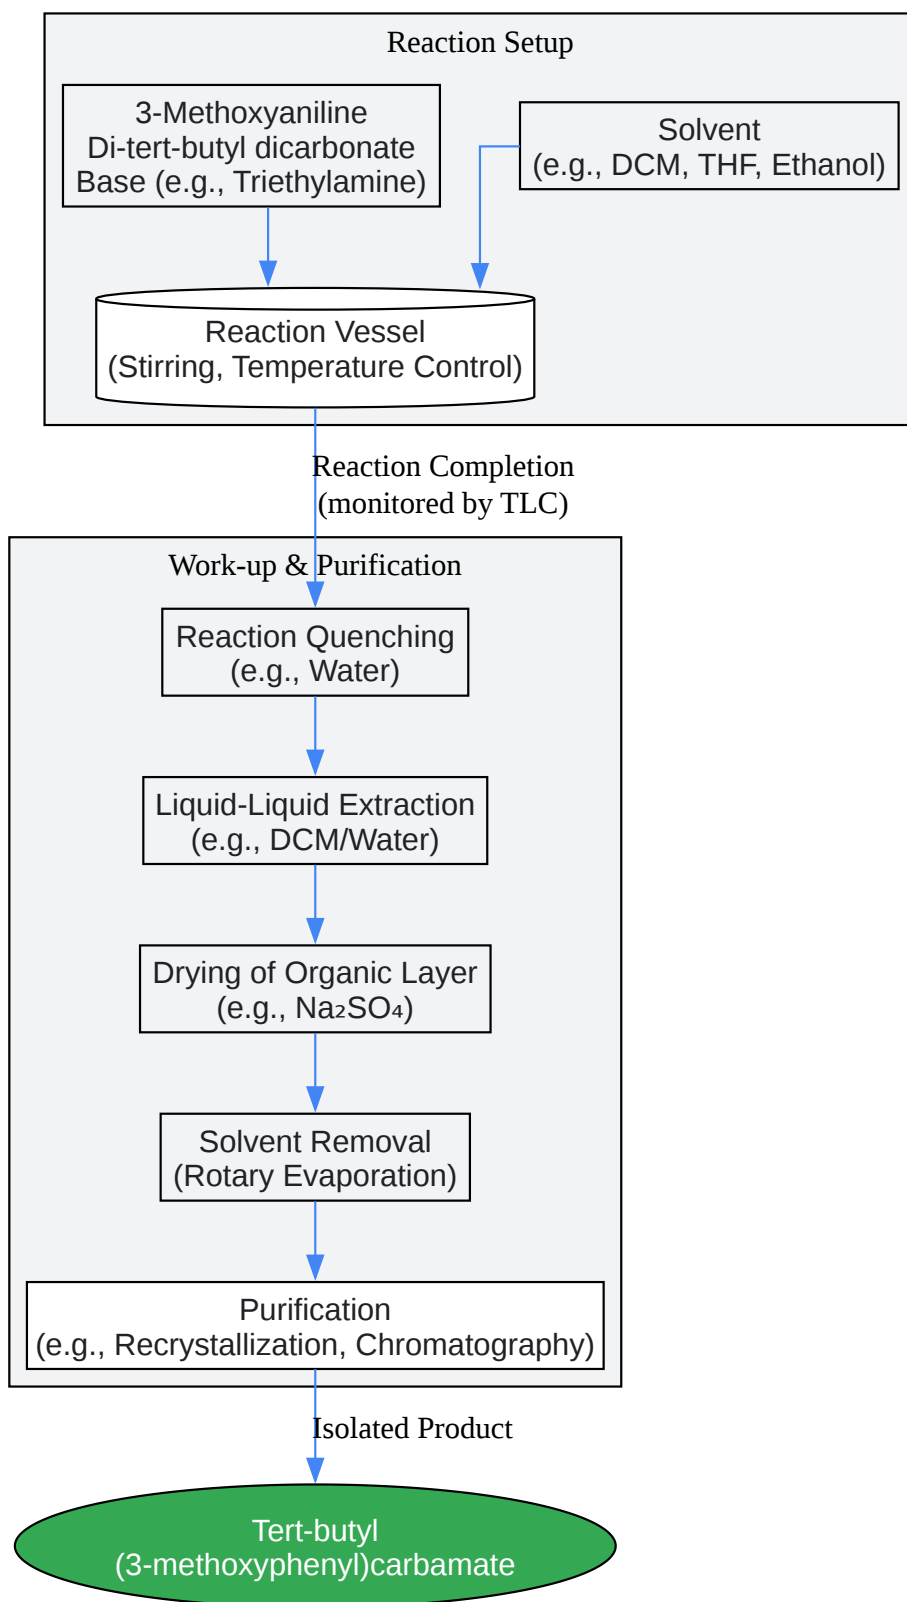 Reaction Setup
3-Methoxyaniline
Di-tert-butyl dicarbonate
Base (e.g., Triethylamine)
Solvent
(e.g., DCM, THF, Ethanol)
Reaction Vessel
(Stirring, Temperature Control)
Reaction Completion
(monitored by TLC)
Work-up & Purification
Reaction Quenching
(e.g., Water)
Liquid-Liquid Extraction
(e.g., DCM/Water)
Drying of Organic Layer
(e.g., Na₂SO₄)
Solvent Removal
(Rotary Evaporation)
Purification
(e.g., Recrystallization, Chromatography)
Isolated Product
Tert-butyl
(3-methoxyphenyl)carbamate